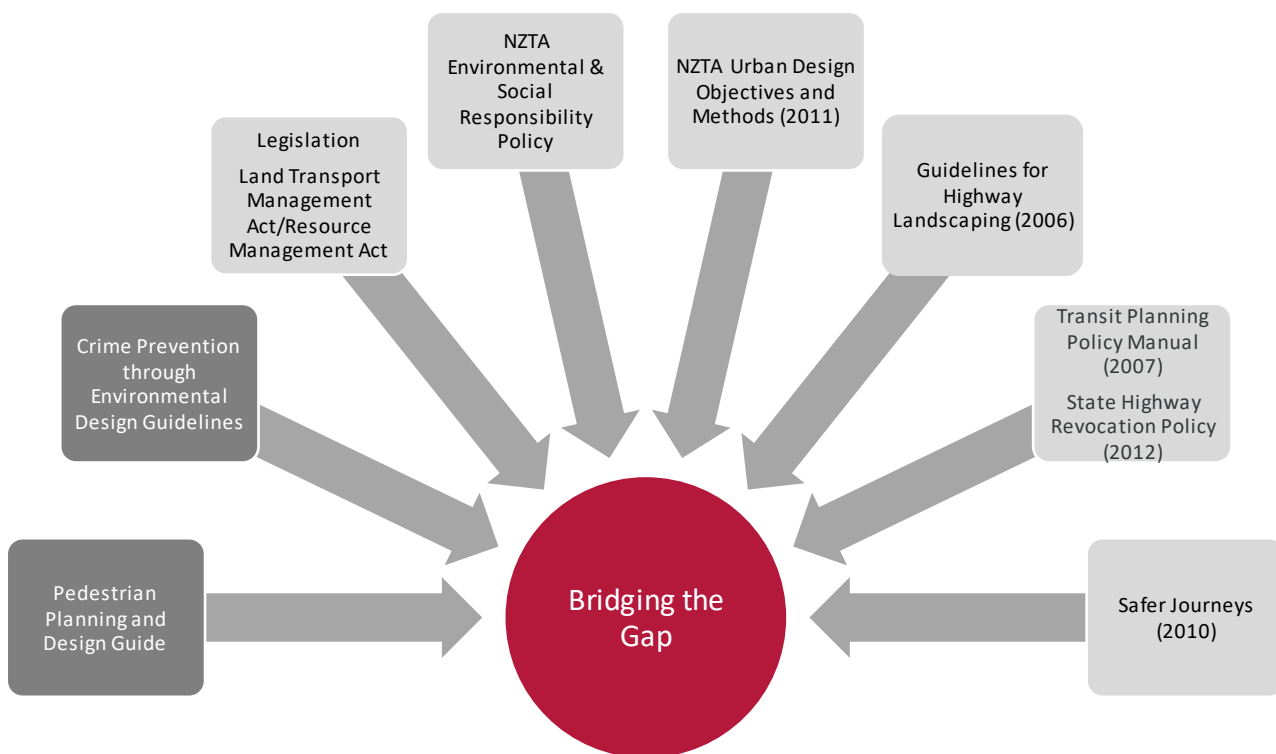 NZTA
Environmental &
Social
Responsibility
Policy
NZTA Urban Design
Objectives and
Methods (2011)
Legislation
Land Transport
Management
Act/Resource
Management Act
Guidelines for
Highway
Landscaping (2006)
Crime Prevention
through
Environmental
Design Guidelines
Transit Planning
Policy Manual
(2007)
State Highway
Revocation Policy
(2012)
Pedestrian
Planning and
Design Guide
Bridging the
Gap
Safer Journeys
(2010)